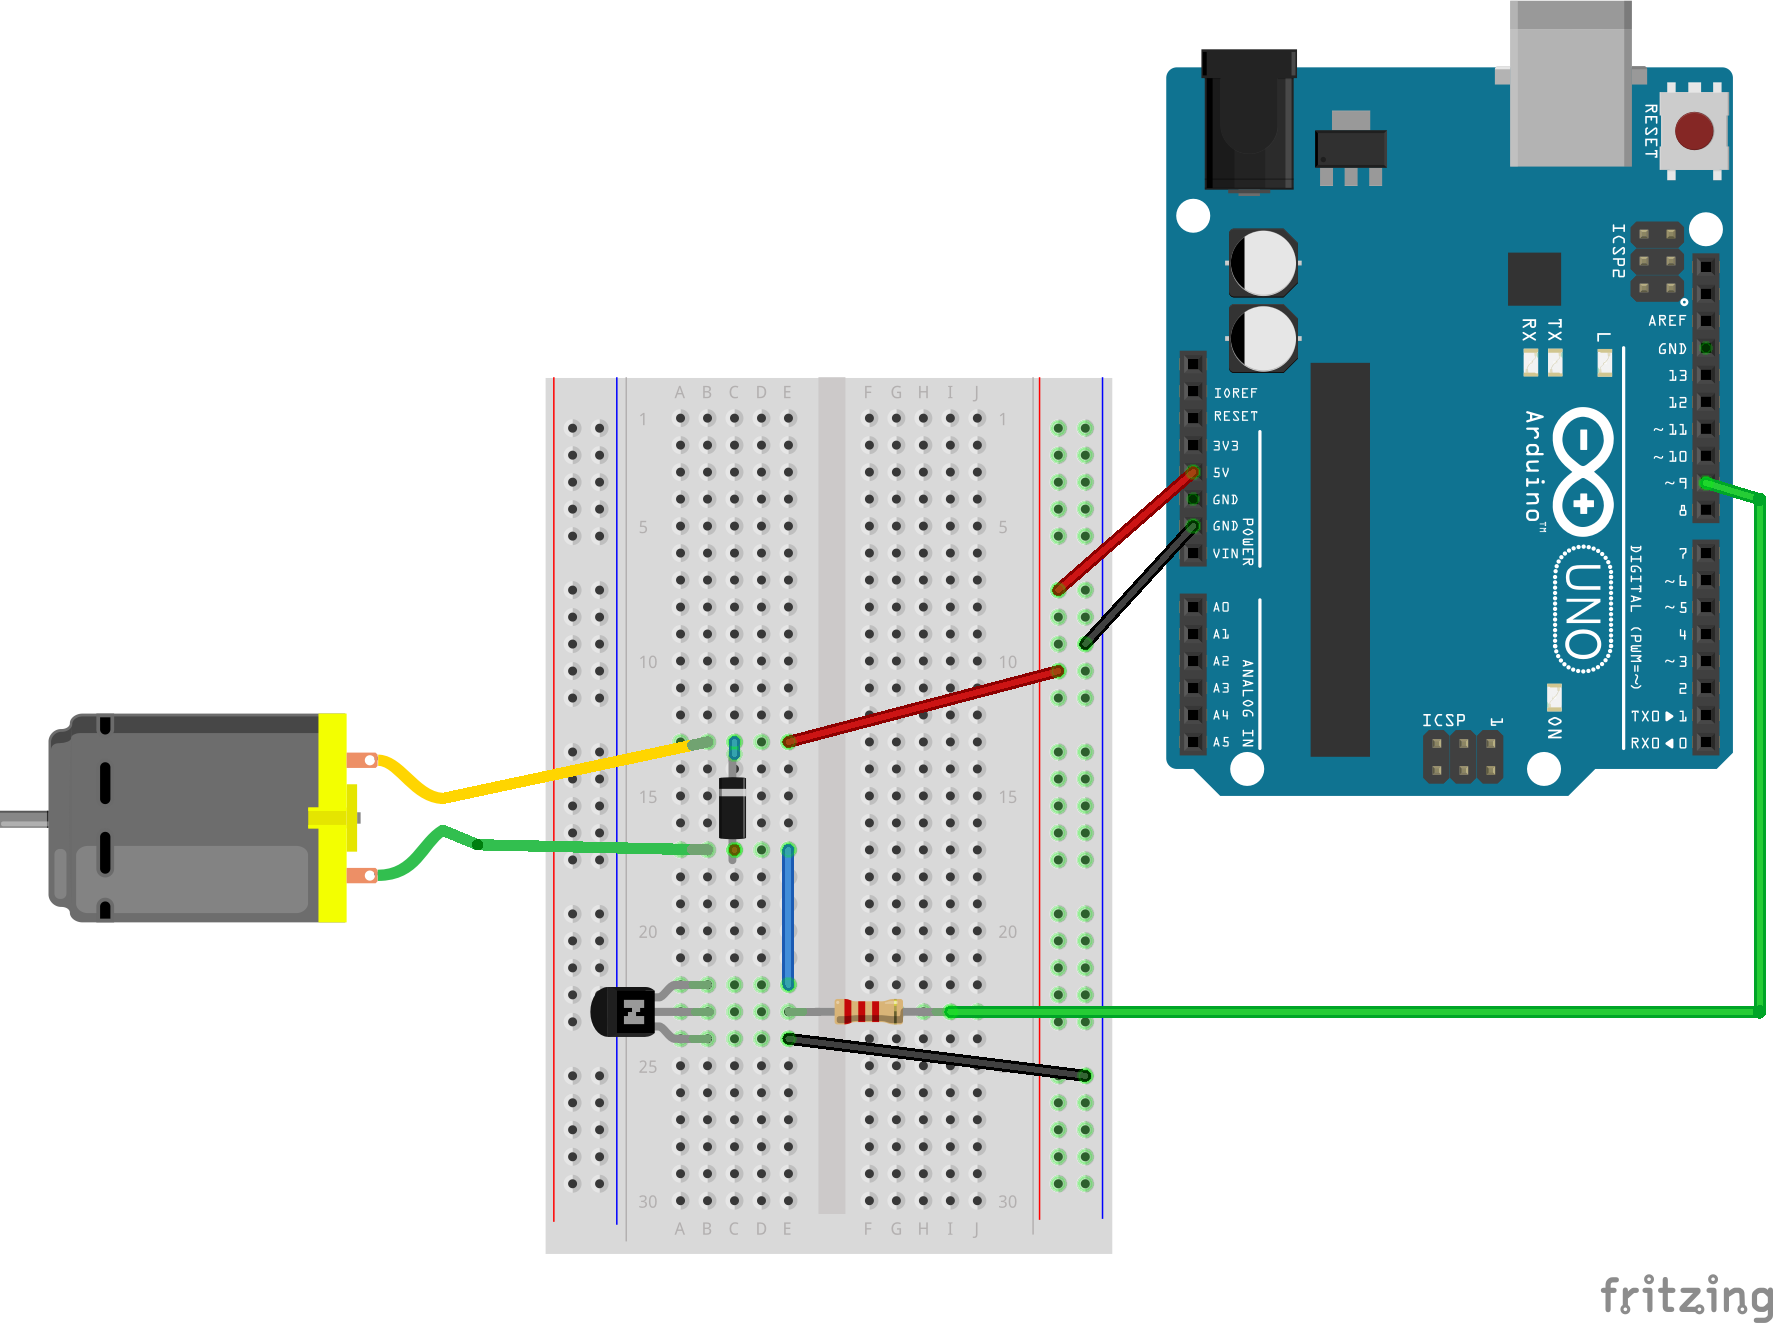 RESET
ICSP2
AREF
GND
13
12
~11
~10
~9
8
7
~6
~5
4
~3
2
TX0▶1
RX0◀0
RX
TX
L
Arduino™
UNO
DIGITAL (PWM=~)
ON
ICSP
1
IOREF
RESET
3V3
5V
GND
GND
VIN
POWER
A0
A1
A2
A3
A4
A5
ANALOG IN
A B C D E F G H I J
1 1
5 5
10 10
15 15
20 20
25 25
30 30
A B C D E F G H I J
N
fritzing